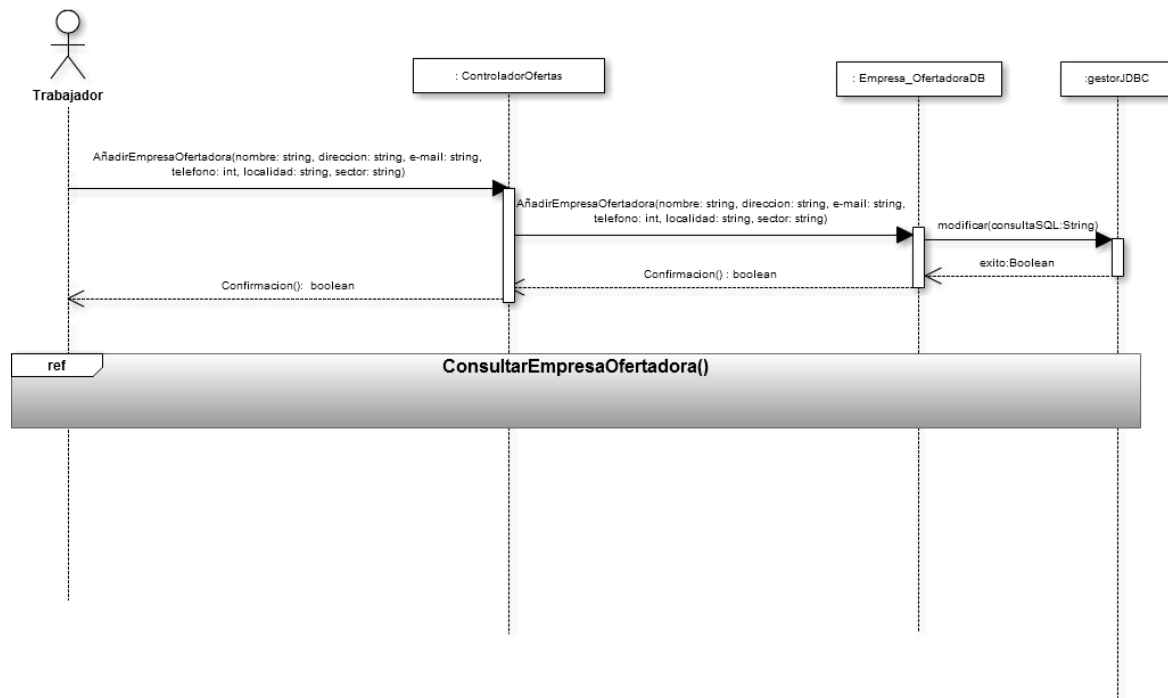 Trabajador
: ControladorOfertas
: Empresa_OfertadoraDB
:gestorJDBC
AñadirEmpresaOfertadora(nombre: string, direccion: string, e-mail: string,
telefono: int, localidad: string, sector: string)
AñadirEmpresaOfertadora(nombre: string, direccion: string, e-mail: string,
telefono: int, localidad: string, sector: string)
modificar(consultaSQL:String)
exito:Boolean
Confirmacion() : boolean
Confirmacion(): boolean
ref
ConsultarEmpresaOfertadora()